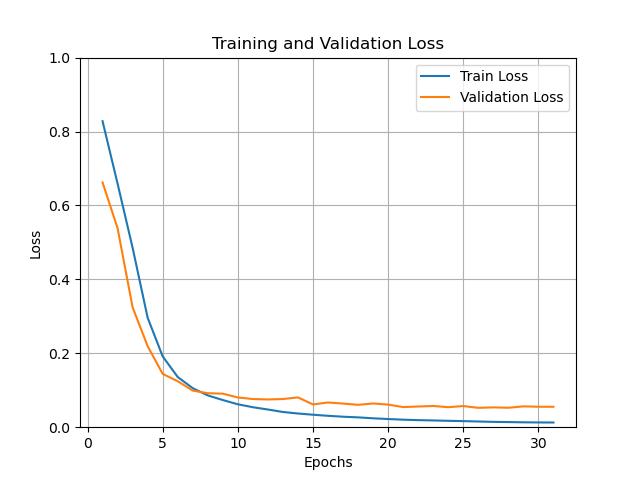 Training and Validation Loss
Train Loss
Validation Loss
1.0
0.8
0.6
0.4
0.2
0.0
Loss
0 5 10 15 20 25 30
Epochs